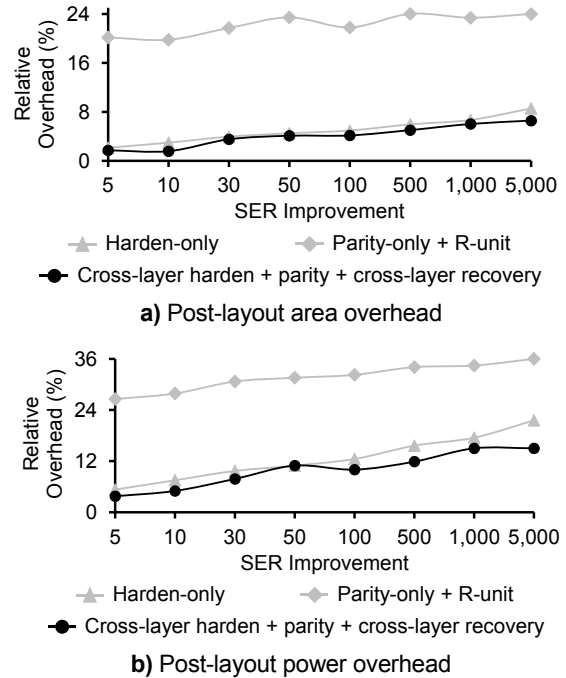 Relative
Overhead (%)
24
16
8
0
5 10 30 50 100 500 1,000 5,000
SER Improvement
Harden-only Parity-only + R-unit
Cross-layer harden + parity + cross-layer recovery
a) Post-layout area overhead
Relative
Overhead (%)
36
24
12
0
5 10 30 50 100 500 1,000 5,000
SER Improvement
Harden-only Parity-only + R-unit
Cross-layer harden + parity + cross-layer recovery
b) Post-layout power overhead